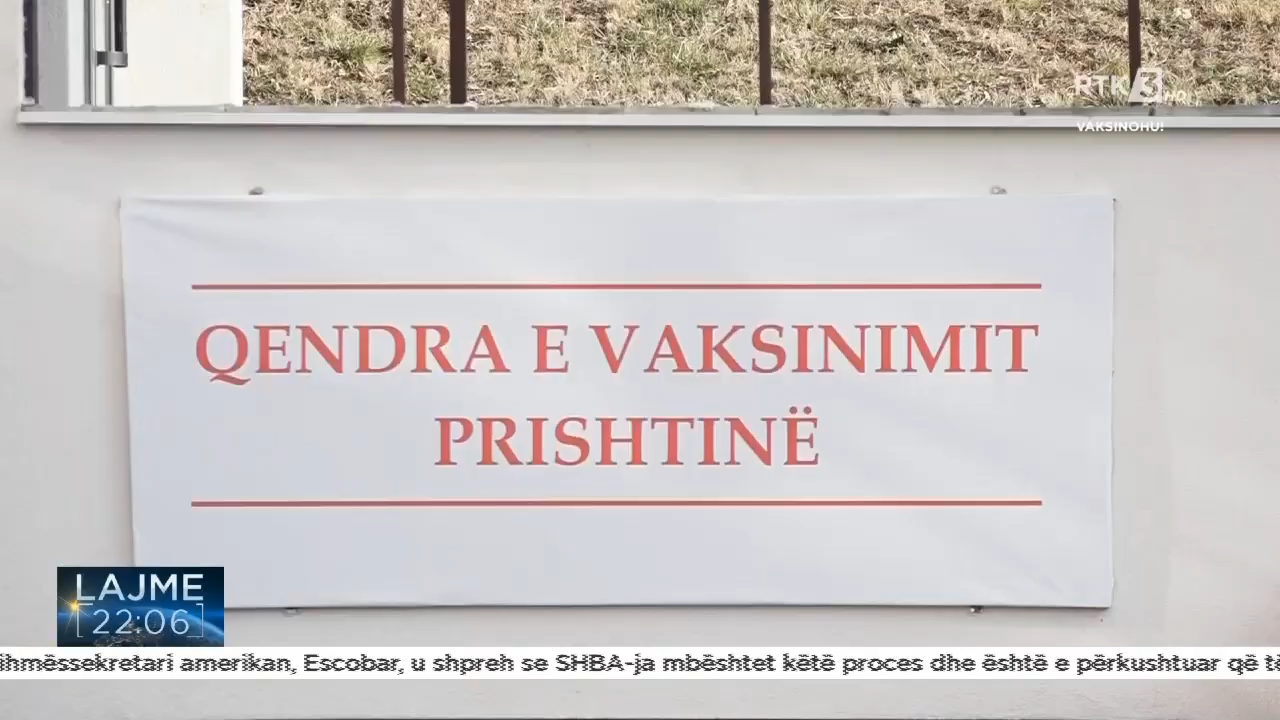 RTK 3 HD
VAKSINOHU!
QENDRA E VAKSINIMIT
PRISHTINË
LAJME
22:06
ihmëssekretari amerikan, Escobar, u shpreh se SHBA-ja mbështet këtë proces dhe është e përkushtuar që t